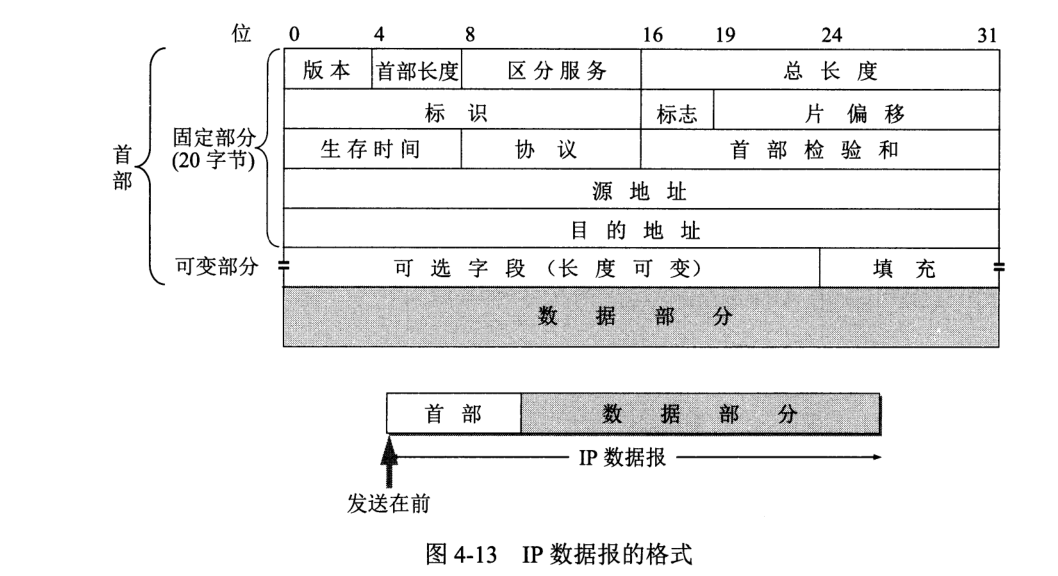 位 0 4 8 16 19 24 31
版本 首部长度 区分服务 总长度
标识 标志 片偏移
首部 固定部分 (20 字节) 生存时间 协议 首部检验和
源地址
目的地址
可变部分 可选字段（长度可变） 填充
数据部分
首部 数据部分
IP 数据报
发送在前
图 4-13 IP 数据报的格式